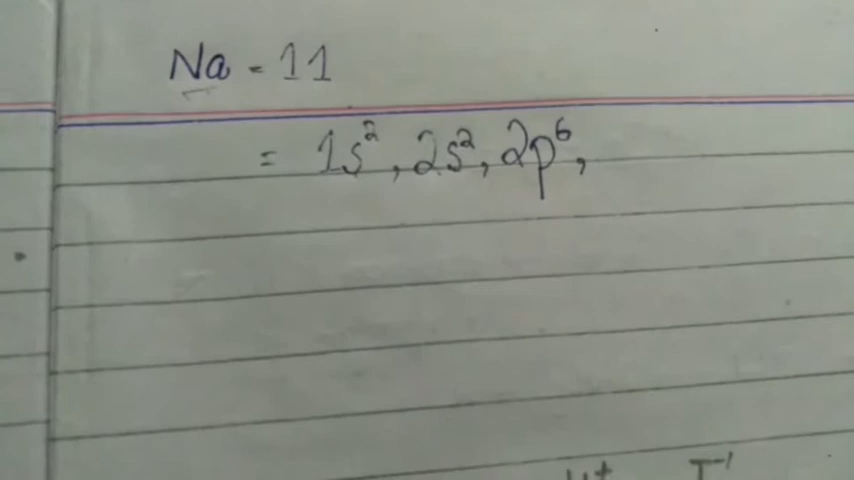 Na = 11
= 1s², 2s², 2p⁶,